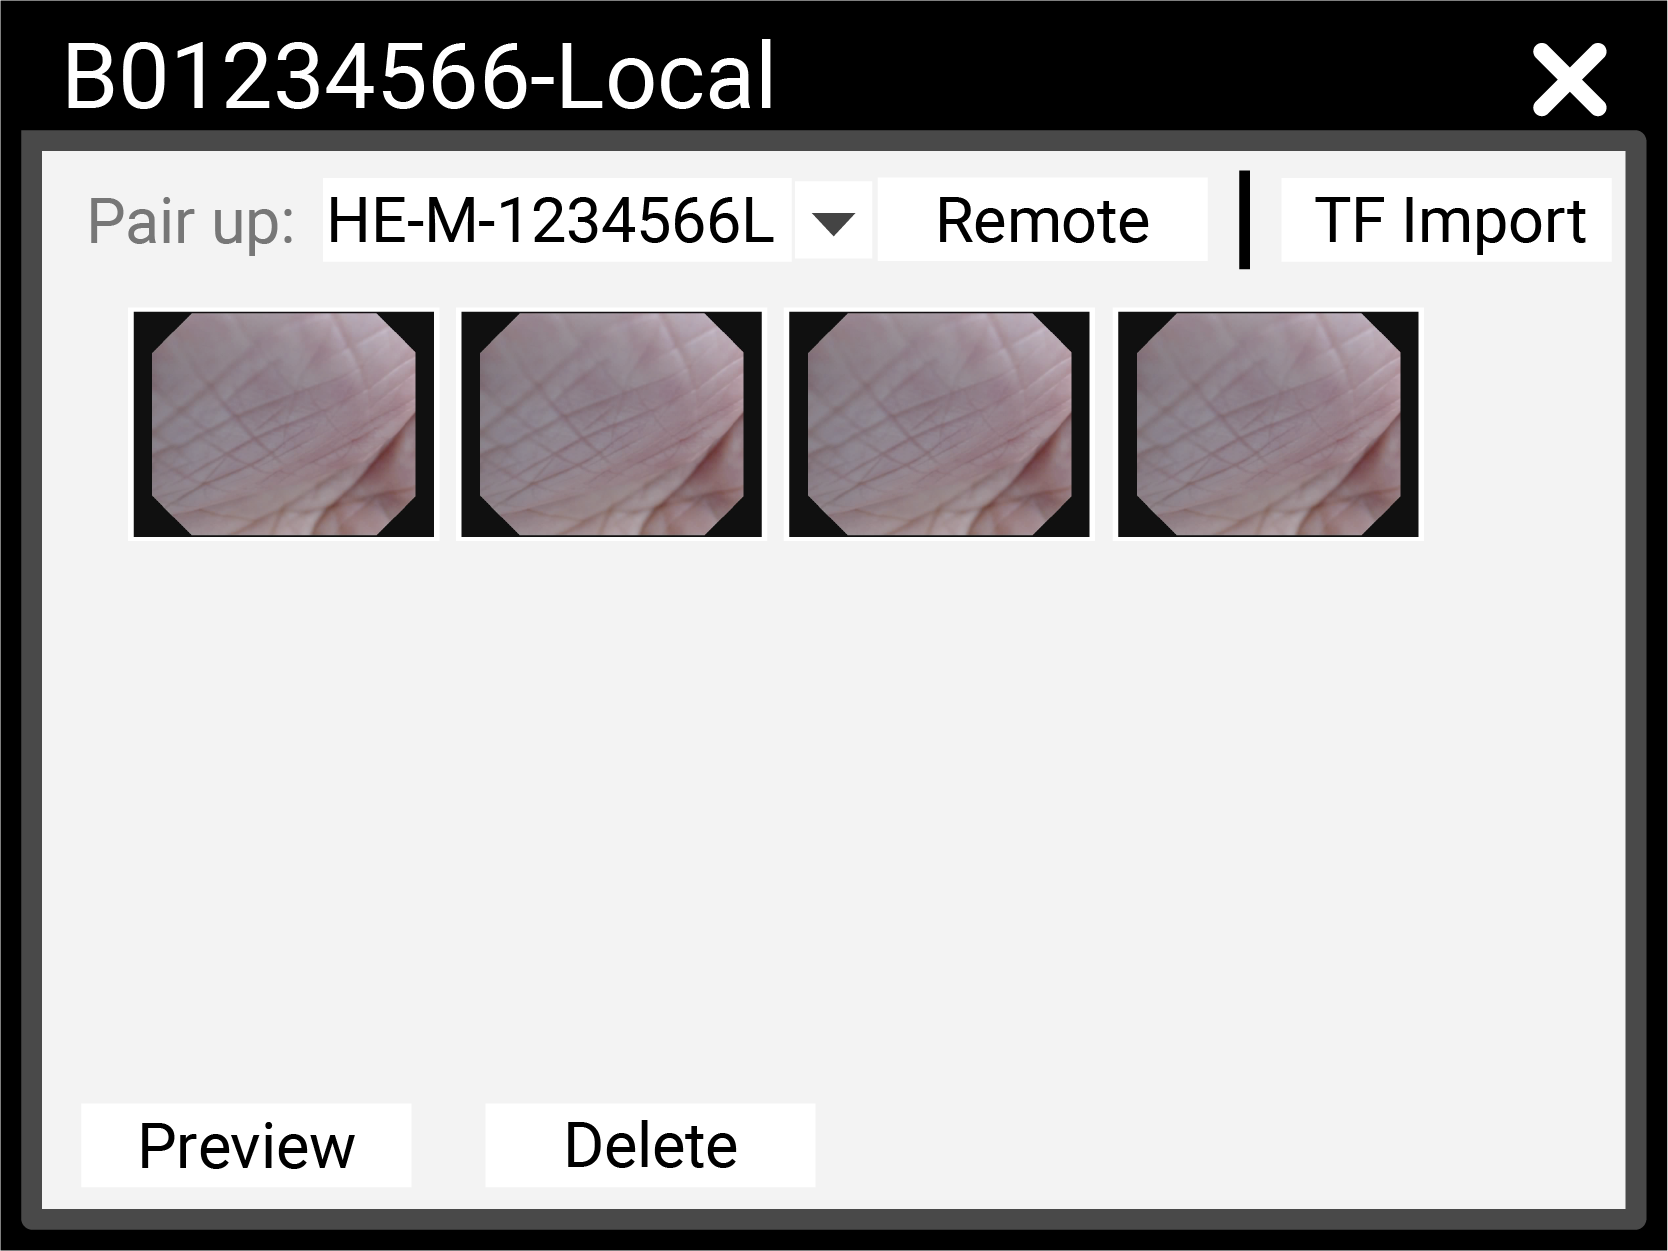 B01234566-Local
Pair up: HE-M-1234566L Remote TF Import
Preview Delete